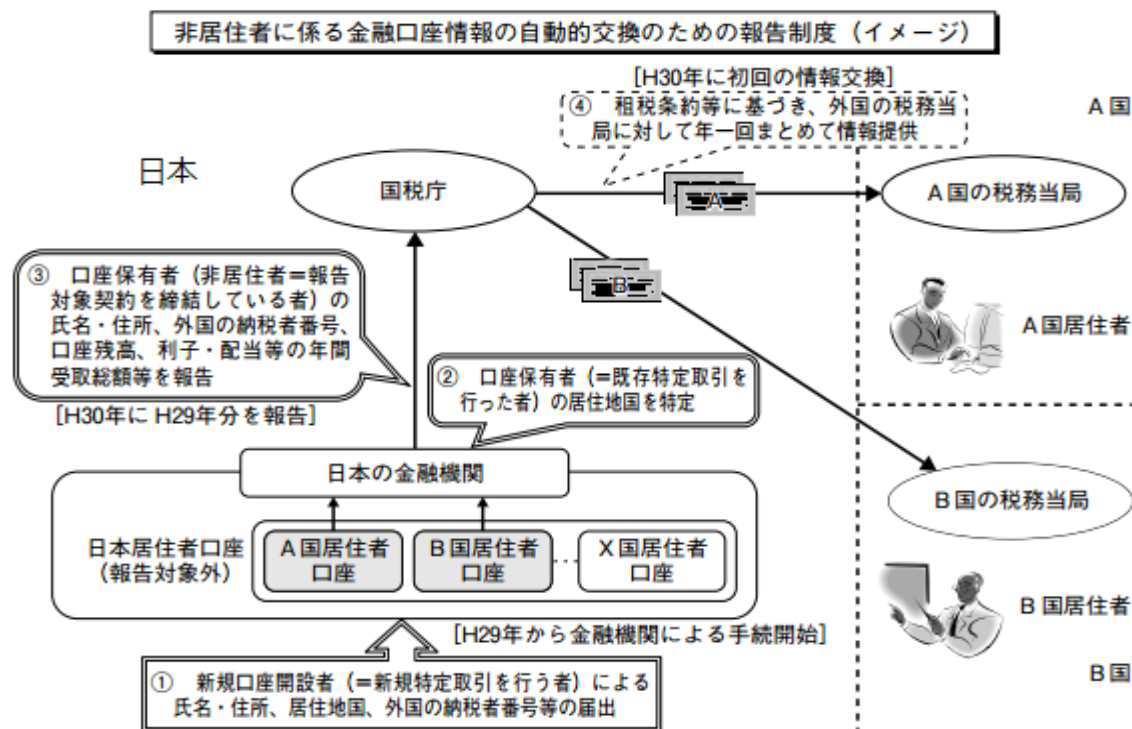 非居住者に係る金融口座情報の自動的交換のための報告制度（イメージ）
[H30年に初回の情報交換]
④　租税条約等に基づき、外国の税務当
局に対して年一回まとめて情報提供
A国
日本
国税庁
A
A国の税務当局
B
③　口座保有者（非居住者＝報告
対象契約を締結している者）の
氏名・住所、外国の納税者番号、
口座残高、利子・配当等の年間
受取総額等を報告
[H30年に H29年分を報告]
A国居住者
②　口座保有者（＝既存特定取引を
行った者）の居住地国を特定
日本の金融機関
B国の税務当局
日本居住者口座
（報告対象外）
A国居住者
口座
B国居住者
口座
X国居住者
口座
B国居住者
[H29年から金融機関による手続開始]
①　新規口座開設者（＝新規特定取引を行う者）による
氏名・住所、居住地国、外国の納税者番号等の届出
B国